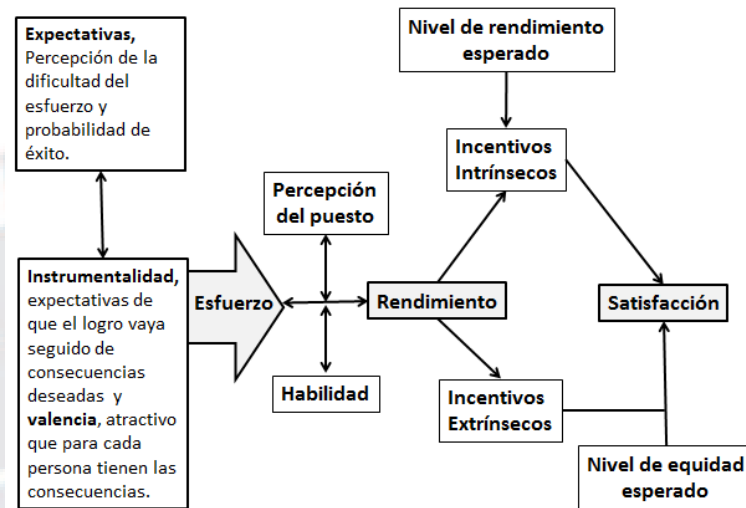 Expectativas,
Percepción de la
dificultad del
esfuerzo y
probabilidad de
éxito.
Nivel de rendimiento
esperado
Incentivos
Intrínsecos
Percepción
del puesto
Instrumentalidad,
expectativas de
que el logro vaya
seguido de
consecuencias
deseadas y
valencia, atractivo
que para cada
persona tienen las
consecuencias.
Esfuerzo
Rendimiento
Satisfacción
Habilidad
Incentivos
Extrínsecos
Nivel de equidad
esperado